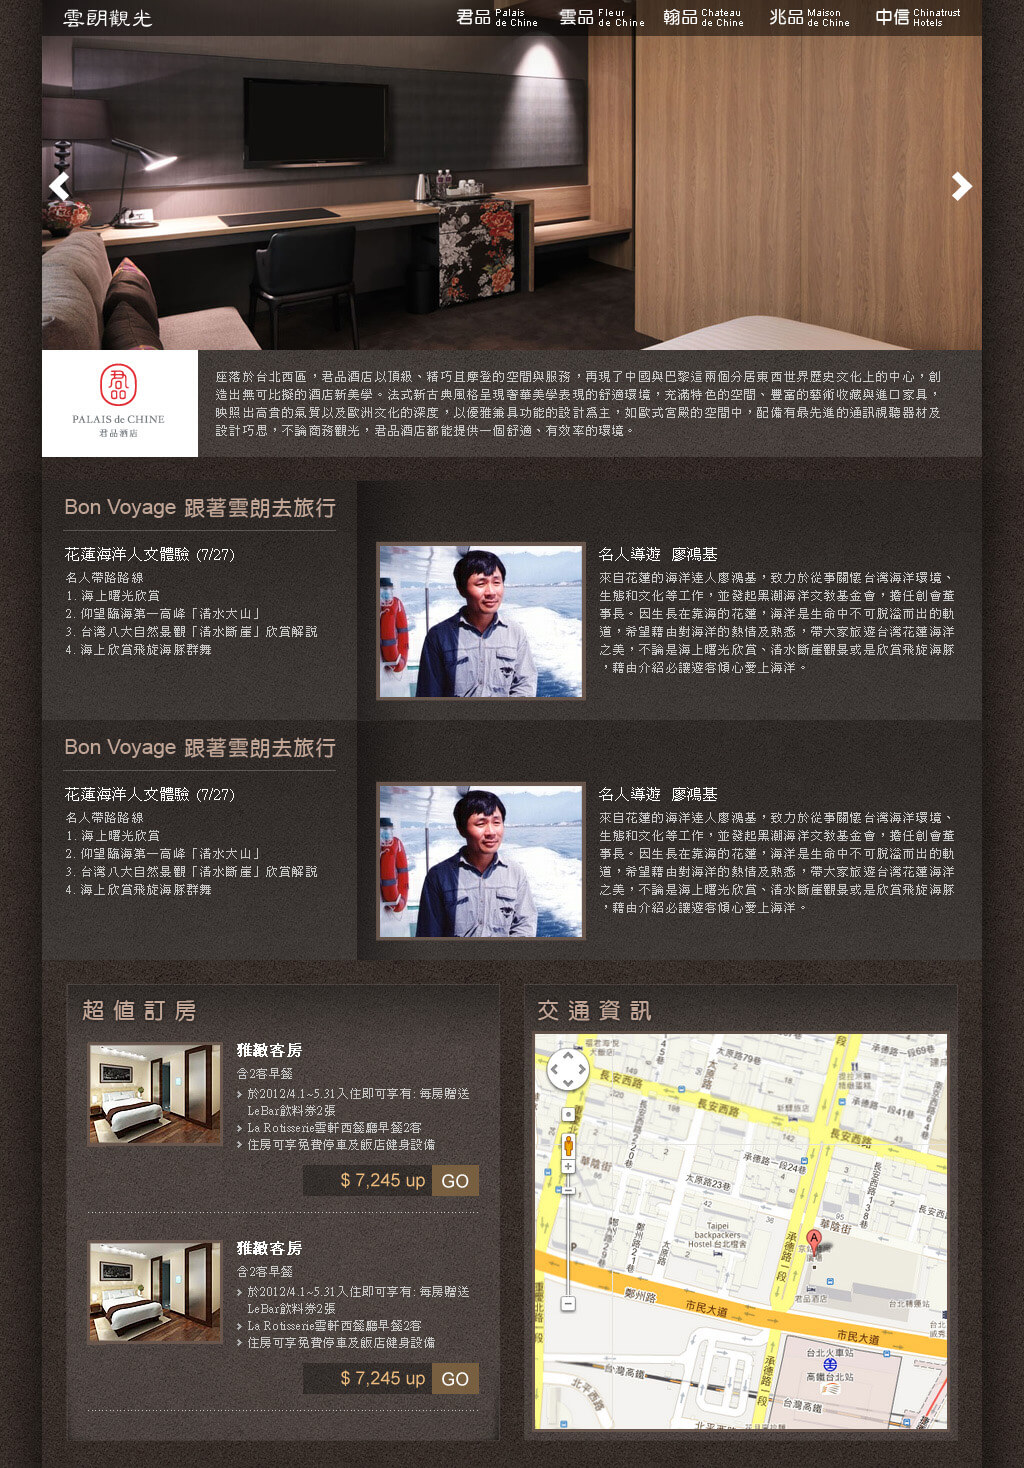 雲朗觀光
君品 Palais de Chine
雲品 Fleur de Chine
翰品 Chateau de Chine
兆品 Maison de Chine
中信 Chinatrust Hotels
君品
PALAIS de CHINE
君品酒店
座落於台北西區，君品酒店以頂級、精巧且摩登的空間與服務，再現了中國與巴黎這兩個分居東西世界歷史文化上的中心，創
造出無可比擬的酒店新美學。法式新古典風格呈現奢華美學表現的舒適環境，充滿特色的空間、豐富的藝術收藏與進口家具，
映照出高貴的氣質以及歐洲文化的深度，以優雅兼具功能的設計為主，如歐式宮殿的空間中，配備有最先進的通訊視聽器材及
設計巧思，不論商務觀光，君品酒店都能提供一個舒適、有效率的環境。
Bon Voyage 跟著雲朗去旅行
花蓮海洋人文體驗 (7/27)
名人帶路路線
1. 海上曙光欣賞
2. 仰望臨海第一高峰「清水大山」
3. 台灣八大自然景觀「清水斷崖」欣賞解說
4. 海上欣賞飛旋海豚群舞
名人導遊 廖鴻基
來自花蓮的海洋達人廖鴻基，致力於從事關懷台灣海洋環境、
生態和文化等工作，並發起黑潮海洋文教基金會，擔任創會董
事長。因生長在靠海的花蓮，海洋是生命中不可脫溢而出的軌
道，希望藉由對海洋的熱情及熟悉，帶大家旅遊台灣花蓮海洋
之美，不論是海上曙光欣賞、清水斷崖觀景或是欣賞飛旋海豚
，藉由介紹必讓遊客傾心愛上海洋。
Bon Voyage 跟著雲朗去旅行
花蓮海洋人文體驗 (7/27)
名人帶路路線
1. 海上曙光欣賞
2. 仰望臨海第一高峰「清水大山」
3. 台灣八大自然景觀「清水斷崖」欣賞解說
4. 海上欣賞飛旋海豚群舞
名人導遊 廖鴻基
來自花蓮的海洋達人廖鴻基，致力於從事關懷台灣海洋環境、
生態和文化等工作，並發起黑潮海洋文教基金會，擔任創會董
事長。因生長在靠海的花蓮，海洋是生命中不可脫溢而出的軌
道，希望藉由對海洋的熱情及熟悉，帶大家旅遊台灣花蓮海洋
之美，不論是海上曙光欣賞、清水斷崖觀景或是欣賞飛旋海豚
，藉由介紹必讓遊客傾心愛上海洋。
超值訂房
雅緻客房
含2客早餐
於2012/4.1~5.31入住即可享有: 每房贈送
LeBar飲料券2張
La Rotisserie雲軒西餐廳早餐2客
住房可享免費停車及飯店健身設備
$ 7,245 up GO
雅緻客房
含2客早餐
於2012/4.1~5.31入住即可享有: 每房贈送
LeBar飲料券2張
La Rotisserie雲軒西餐廳早餐2客
住房可享免費停車及飯店健身設備
$ 7,245 up GO
交通資訊
太原路79巷
承德路一段69巷
長安西路
長安西路
承德路一段41巷
長安西路
長安西路220巷
華陰街
承德路一段24巷
太原路23巷
長安西路138巷
華陰街
鄭州路29巷
鄭州路21巷
太原路
Taipei
backpackers
Hostel 台北棧舍
A
承德路一段
君品酒店
台北轉運站
重慶北路一段
鄭州路
市民大道
市民大道
台北火車站
高鐵台北站
台灣高鐵
台灣高鐵
承德路一段
北平西路
北平西路